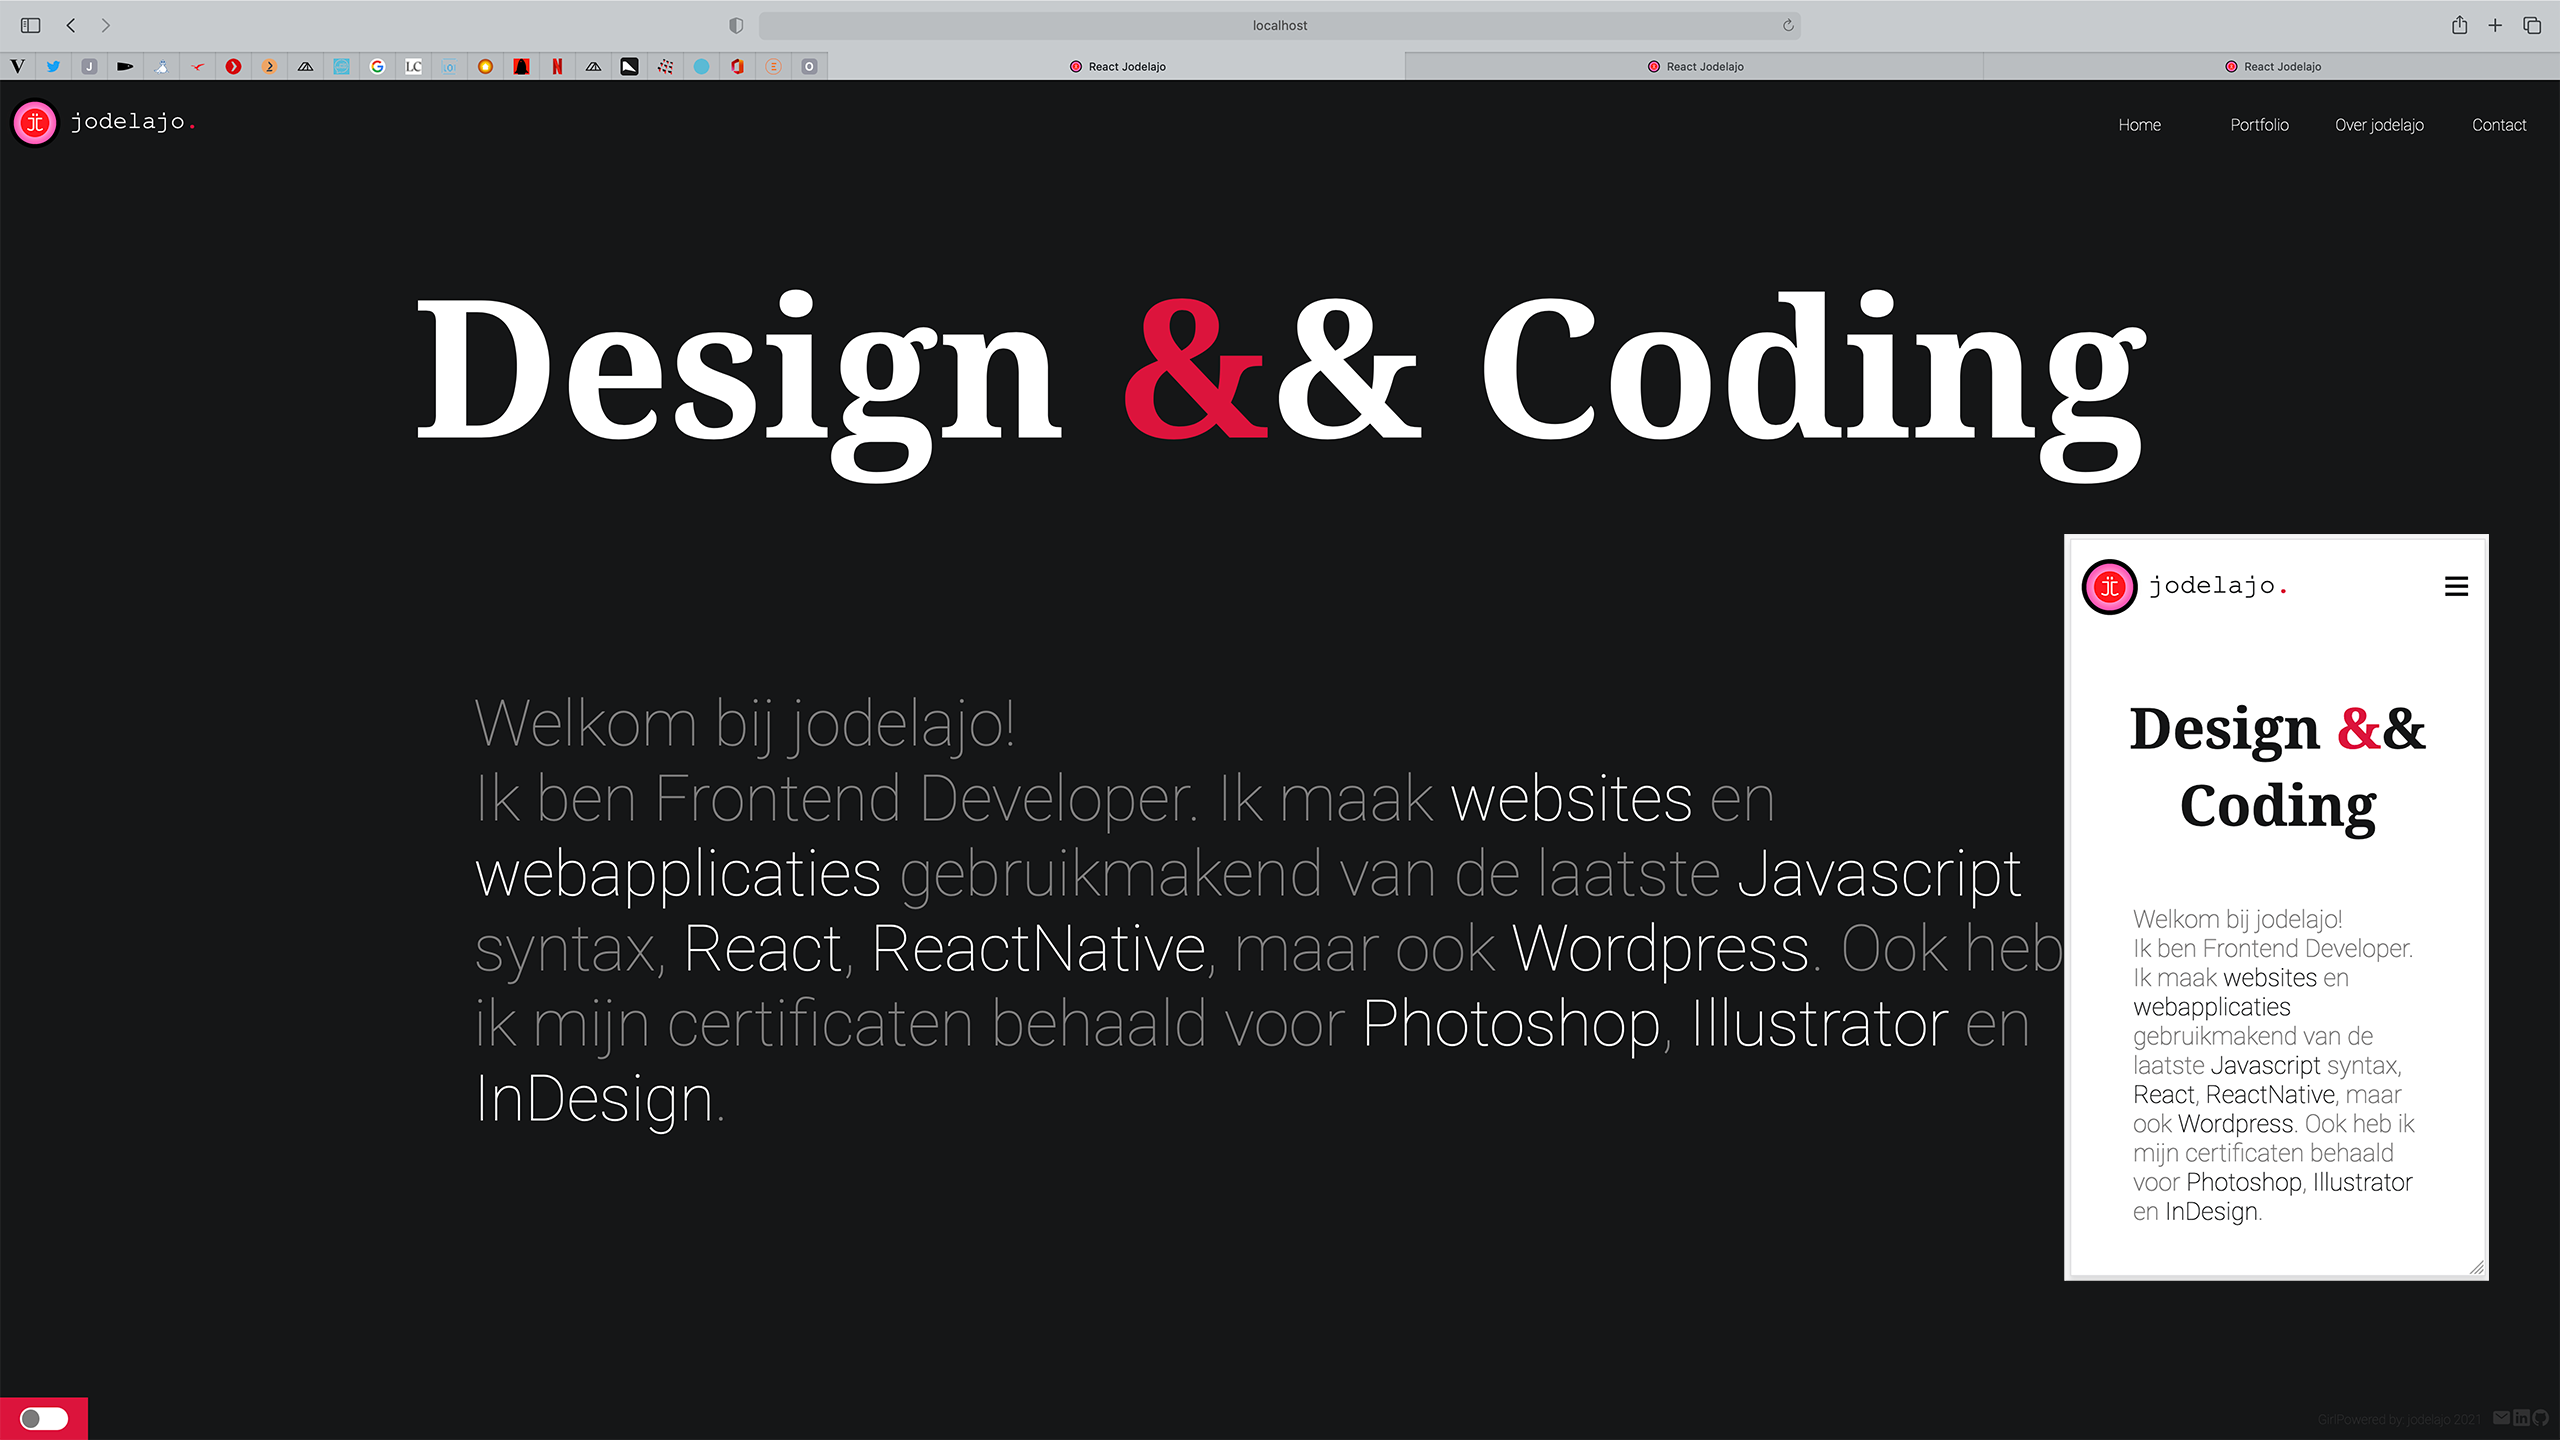 localhost
React Jodelajo
React Jodelajo
React Jodelajo
jodelajo.
Home
Portfolio
Over jodelajo
Contact
Design && Coding
Welkom bij jodelajo!
Ik ben Frontend Developer. Ik maak websites en
webapplicaties gebruikmakend van de laatste Javascript
syntax, React, ReactNative, maar ook Wordpress. Ook heb
ik mijn certificaten behaald voor Photoshop, Illustrator en
InDesign.
jodelajo.
Design &&
Coding
Welkom bij jodelajo!
Ik ben Frontend Developer.
Ik maak websites en
webapplicaties
gebruikmakend van de
laatste Javascript syntax,
React, ReactNative, maar
ook Wordpress. Ook heb ik
mijn certificaten behaald
voor Photoshop, Illustrator
en InDesign.
GirlPowered by: jodelajo 2021